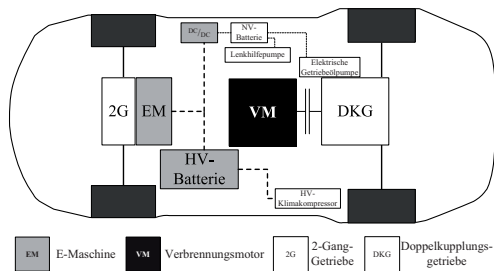 DC/DC
NV-
Batterie
Lenkhilfepumpe
Elektrische
Getriebeölpumpe
2G
EM
VM
DKG
HV-
Batterie
HV-
Klimakompressor
EM
E-Maschine
VM
Verbrennungsmotor
2G
2-Gang-
Getriebe
DKG
Doppelkupplungs-
getriebe